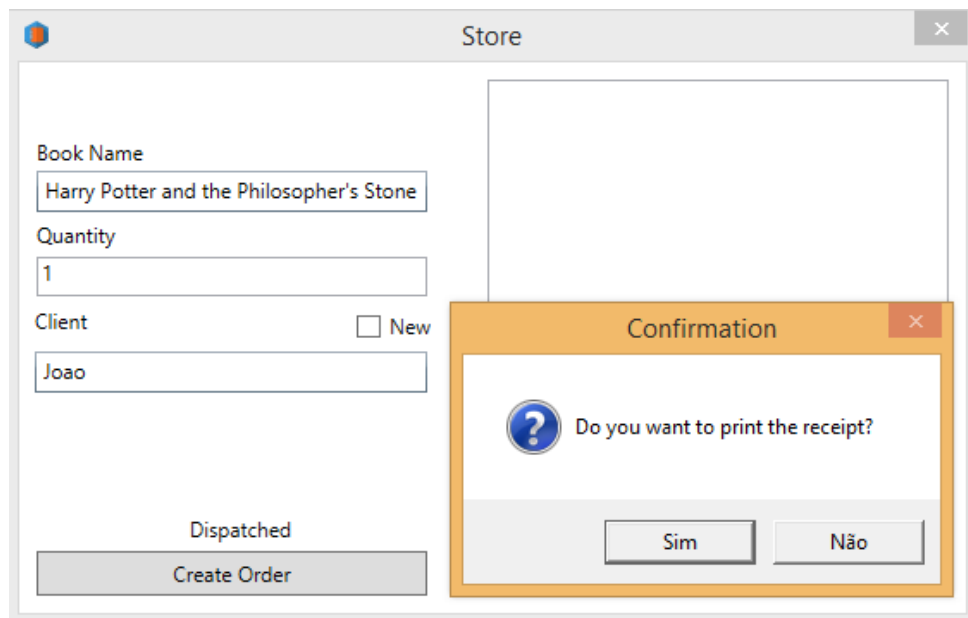 Store
Book Name
Harry Potter and the Philosopher's Stone
Quantity
1
Client
New
Joao
Dispatched
Create Order
Confirmation
Do you want to print the receipt?
Sim
Não